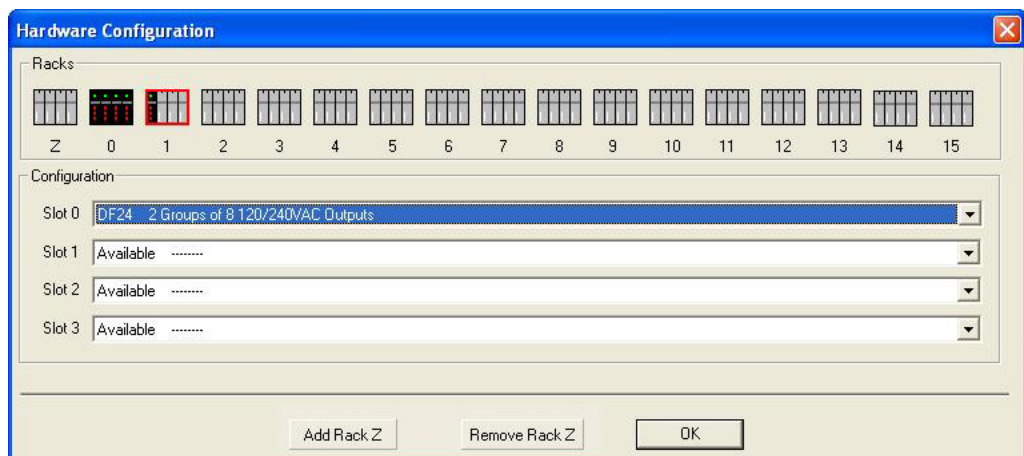 Hardware Configuration
Racks
Z 0 1 2 3 4 5 6 7 8 9 10 11 12 13 14 15
Configuration
Slot 0 DF24 2 Groups of 8 120/240VAC Outputs
Slot 1 Available --------
Slot 2 Available --------
Slot 3 Available --------
Add Rack Z Remove Rack Z OK